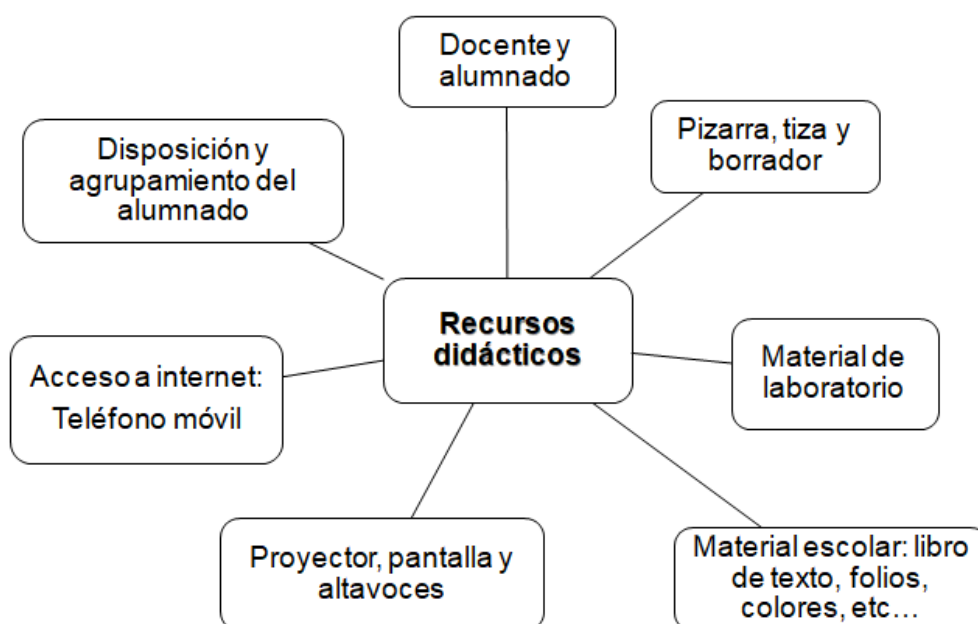 Docente y
alumnado
Pizarra, tiza y
borrador
Disposición y
agrupamiento del
alumnado
Recursos
didácticos
Material de
laboratorio
Acceso a internet:
Teléfono móvil
Proyector, pantalla y
altavoces
Material escolar: libro
de texto, folios,
colores, etc…